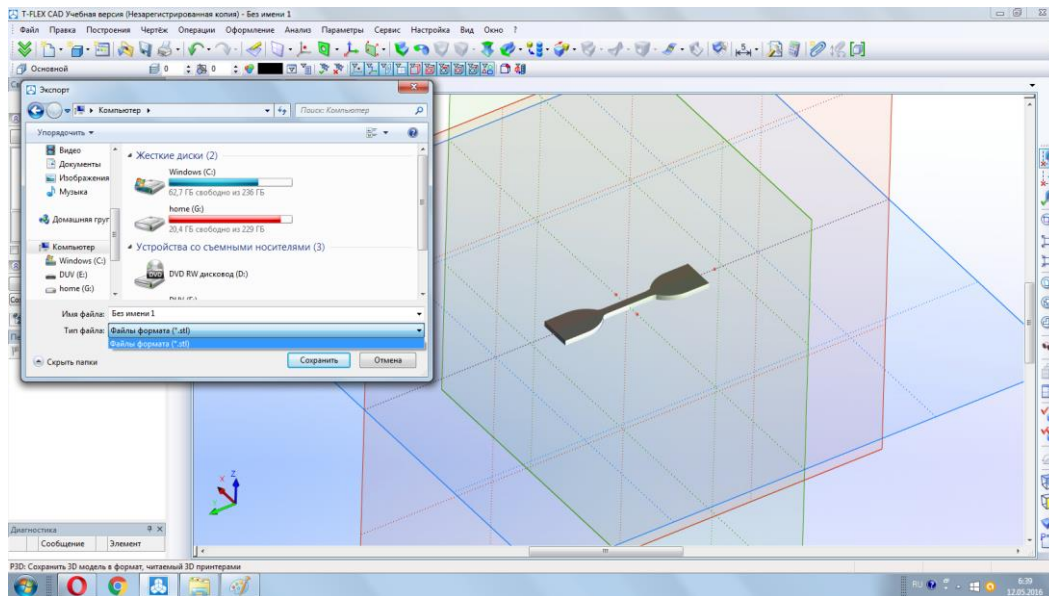 T-FLEX CAD Учебная версия (Незарегистрированная копия) - Без имени 1
Файл Правка Построения Чертёж Операции Оформление Анализ Параметры Сервис Настройка Вид Окно ?
Основной 0 0
Экспорт
Компьютер
Поиск: Компьютер
Упорядочить
Видео
Документы
Изображения
Музыка
Домашняя груп
Компьютер
Windows (C:)
DUV (E:)
home (G:)
Жесткие диски (2)
Windows (C:)
62,7 ГБ свободно из 236 ГБ
home (G:)
20,4 ГБ свободно из 229 ГБ
Устройства со съемными носителями (3)
DVD RW дисковод (D:)
DUV (E:)
Имя файла: Без имени 1
Тип файла: Файлы формата (*.stl)
Файлы формата (*.stl)
Скрыть папки
Сохранить
Отмена
X Z
Y
Диагностика
Сообщение Элемент
P3D: Сохранить 3D модель в формат, читаемый 3D принтерами
RU
6:39
12.05.2016